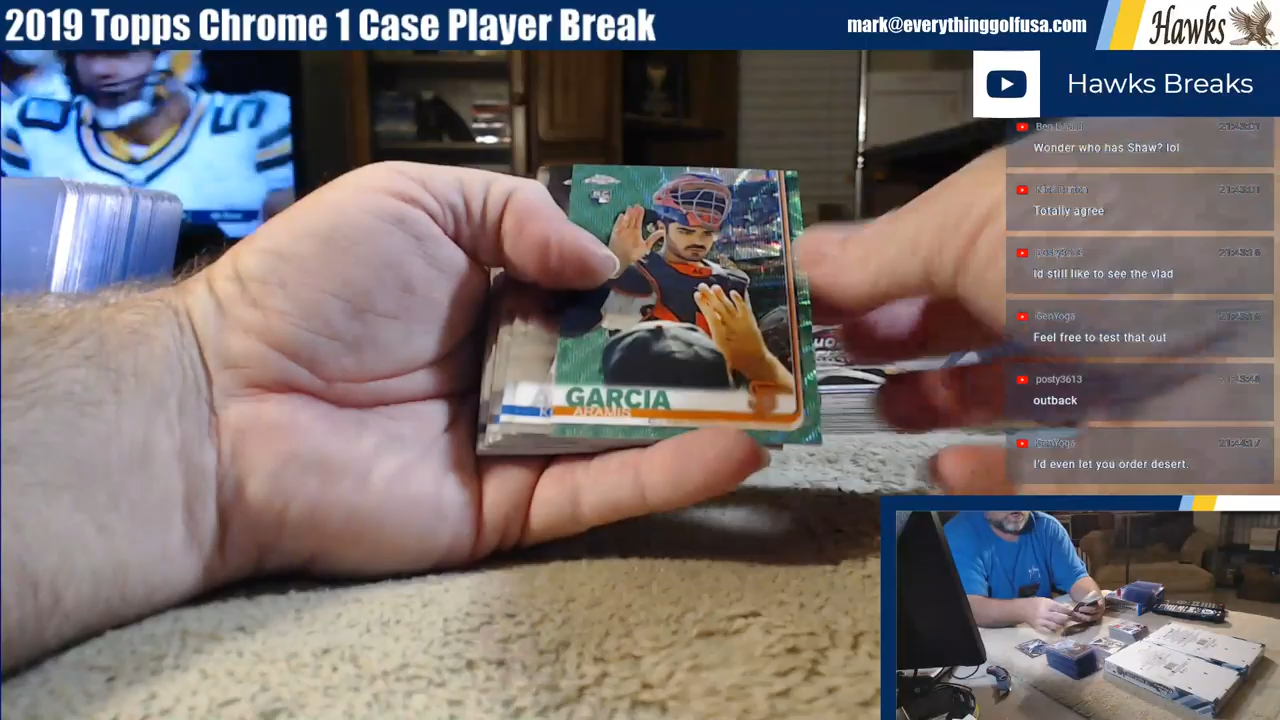 2019 Topps Chrome 1 Case Player Break
mark@everythinggolfusa.com
Hawks
Hawks Breaks
Wonder who has Shaw? lol
Totally agree
Id still like to see the vlad
GenYoga
Feel free to test that out
posty3613
outback
GenYoga
I'd even let you order desert.
RC
GARCIA
ARAMIS